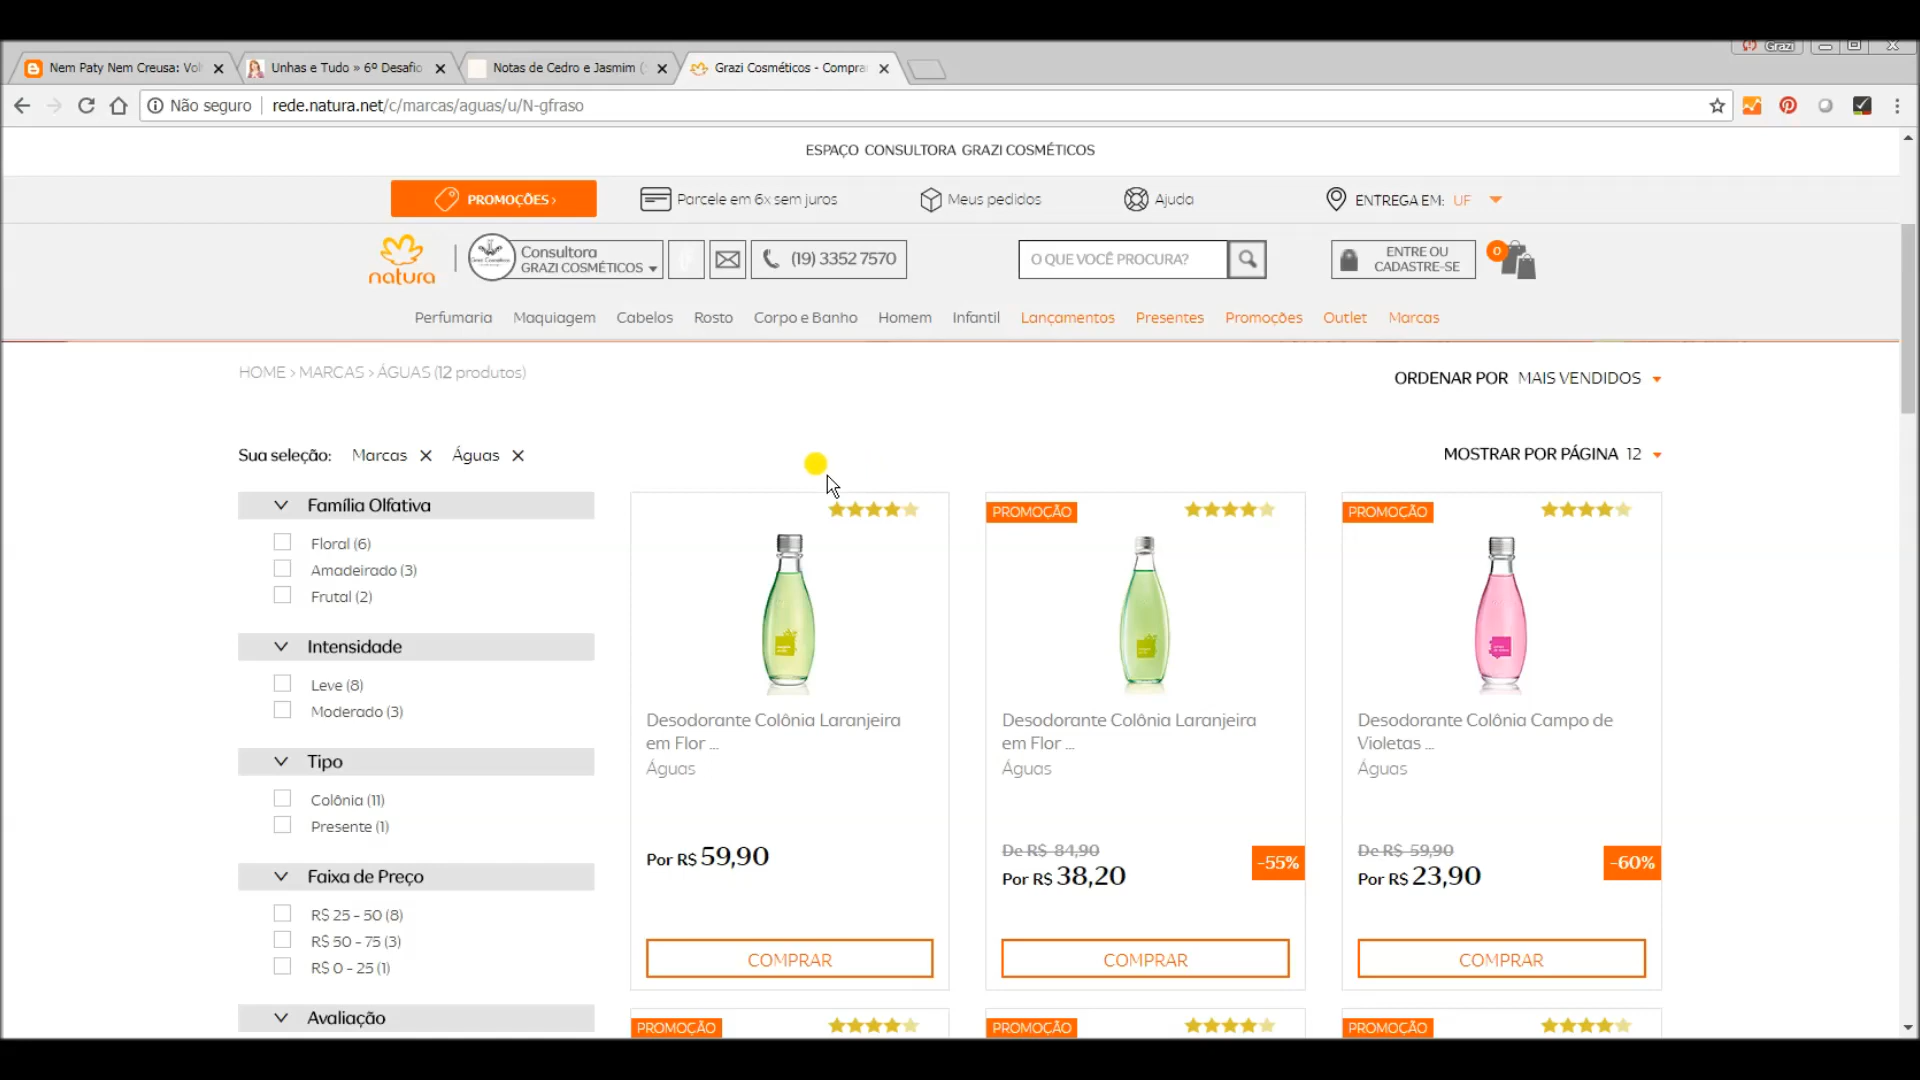 Grazi
Nem Paty Nem Creusa: Vol
Unhas e Tudo » 6º Desafio
Notas de Cedro e Jasmim (
Grazi Cosméticos - Compra
Não seguro
rede.natura.net/c/marcas/aguas/u/N-gfraso
ESPAÇO CONSULTORA GRAZI COSMÉTICOS
PROMOÇÕES ›
Parcele em 6x sem juros
Meus pedidos
Ajuda
ENTREGA EM: UF
natura
Consultora
GRAZI COSMÉTICOS
(19) 3352 7570
O QUE VOCÊ PROCURA?
ENTRE OU
CADASTRE-SE
0
Perfumaria Maquiagem Cabelos Rosto Corpo e Banho Homem Infantil Lançamentos Presentes Promoções Outlet Marcas
HOME › MARCAS › ÁGUAS (12 produtos)
ORDENAR POR MAIS VENDIDOS
Sua seleção: Marcas X Águas X
MOSTRAR POR PÁGINA 12
Família Olfativa
Floral (6)
Amadeirado (3)
Frutal (2)
Intensidade
Leve (8)
Moderado (3)
Tipo
Colônia (11)
Presente (1)
Faixa de Preço
R$ 25 - 50 (8)
R$ 50 - 75 (3)
R$ 0 - 25 (1)
Avaliação
Desodorante Colônia Laranjeira
em Flor ...
Águas
Por R$ 59,90
COMPRAR
PROMOÇÃO
Desodorante Colônia Laranjeira
em Flor ...
Águas
De R$ 84,90
Por R$ 38,20
-55%
COMPRAR
PROMOÇÃO
Desodorante Colônia Campo de
Violetas ...
Águas
De R$ 59,90
Por R$ 23,90
-60%
COMPRAR
PROMOÇÃO
PROMOÇÃO
PROMOÇÃO